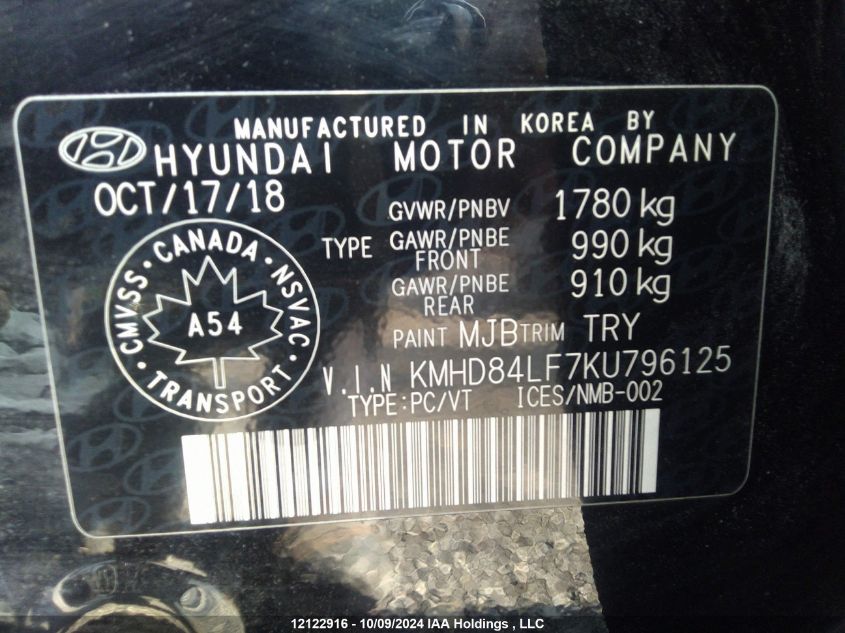 MANUFACTURED IN KOREA BY
HYUNDAI MOTOR COMPANY
OCT/17/18
GVWR/PNBV 1780 kg
TYPE GAWR/PNBE FRONT 990 kg
GAWR/PNBE REAR 910 kg
CMVSS • CANADA • NSVAC • TRANSPORT •
A54
PAINT MJB TRIM TRY
V.I.N KMHD84LF7KU796125
TYPE:PC/VT ICES/NMB-002
12122916 - 10/09/2024 IAA Holdings , LLC